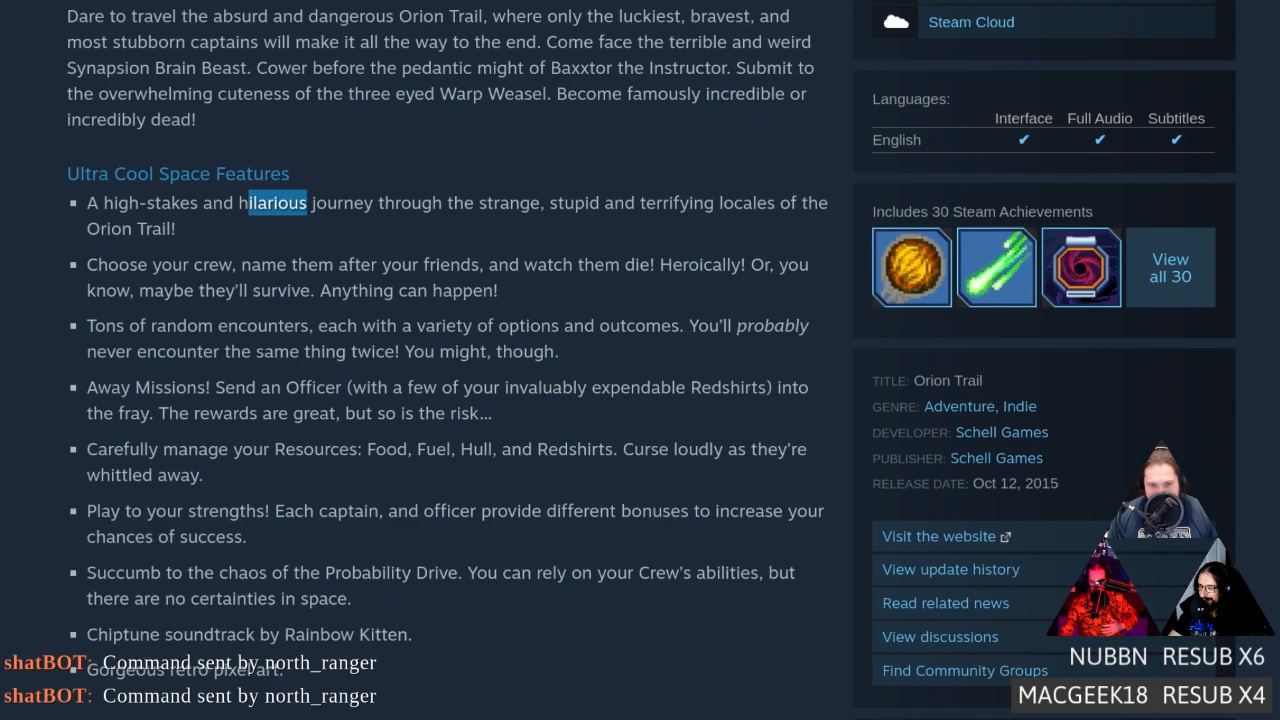 Dare to travel the absurd and dangerous Orion Trail, where only the luckiest, bravest, and
most stubborn captains will make it all the way to the end. Come face the terrible and weird
Synapsion Brain Beast. Cower before the pedantic might of Baxxtor the Instructor. Submit to
the overwhelming cuteness of the three eyed Warp Weasel. Become famously incredible or
incredibly dead!
Ultra Cool Space Features
▪ A high-stakes and hilarious journey through the strange, stupid and terrifying locales of the
Orion Trail!
▪ Choose your crew, name them after your friends, and watch them die! Heroically! Or, you
know, maybe they'll survive. Anything can happen!
▪ Tons of random encounters, each with a variety of options and outcomes. You'll probably
never encounter the same thing twice! You might, though.
▪ Away Missions! Send an Officer (with a few of your invaluably expendable Redshirts) into
the fray. The rewards are great, but so is the risk...
▪ Carefully manage your Resources: Food, Fuel, Hull, and Redshirts. Curse loudly as they're
whittled away.
▪ Play to your strengths! Each captain, and officer provide different bonuses to increase your
chances of success.
▪ Succumb to the chaos of the Probability Drive. You can rely on your Crew's abilities, but
there are no certainties in space.
▪ Chiptune soundtrack by Rainbow Kitten.
▪ Gorgeous retro pixel art.
shatBOT: Command sent by north_ranger
shatBOT: Command sent by north_ranger
Steam Cloud
Languages:
Interface Full Audio Subtitles
English ✔ ✔ ✔
Includes 30 Steam Achievements
View
all 30
TITLE: Orion Trail
GENRE: Adventure, Indie
DEVELOPER: Schell Games
PUBLISHER: Schell Games
RELEASE DATE: Oct 12, 2015
Visit the website
View update history
Read related news
View discussions
Find Community Groups
NUBBN RESUB X6
MACGEEK18 RESUB X4